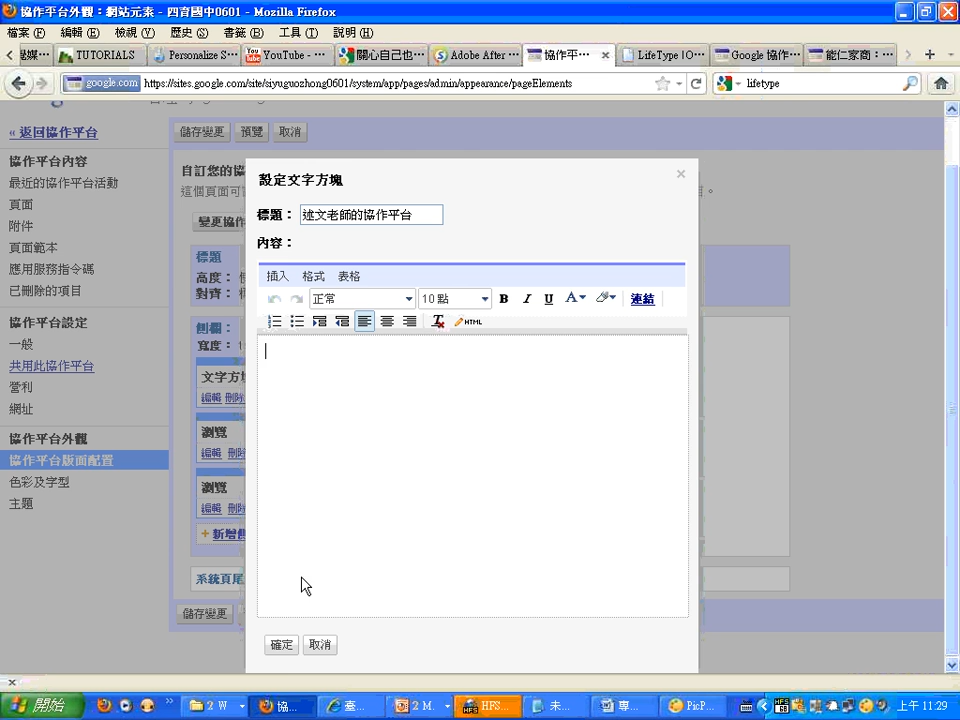 協作平台外觀：網站元素 - 四育國中0601 - Mozilla Firefox
檔案(F) 編輯(E) 檢視(V) 歷史(S) 書籤(B) 工具(T) 說明(H)
TUTORIALS Personalize S··· YouTube - ··· 關心自己也··· Adobe After ··· 協作平··· LifeType | O··· Google 協作··· 能仁家商：···
google.com https://sites.google.com/site/siyuguozhong0601/system/app/pages/admin/appearance/pageElements lifetype
« 返回協作平台
儲存變更 預覽 取消
協作平台內容
最近的協作平台活動
頁面
附件
頁面範本
應用服務指令碼
已刪除的項目
協作平台設定
一般
共用此協作平台
營利
網址
協作平台外觀
協作平台版面配置
色彩及字型
主題
自訂您的協
這個頁面可
變更協作
標題
高度：
對齊：
側欄：
寬度： 1
文字方塊
編輯 刪除
瀏覽
編輯 刪除
瀏覽
編輯 刪除
+ 新增側
系統頁尾
儲存變更
設定文字方塊
標題： 述文老師的協作平台
內容：
插入 格式 表格
正常 10 點 B I U A 連結
HTML
確定 取消
開始 2 W 協... 臺... 2 M. HFS... 未... 專... PicP... 上午 11:29